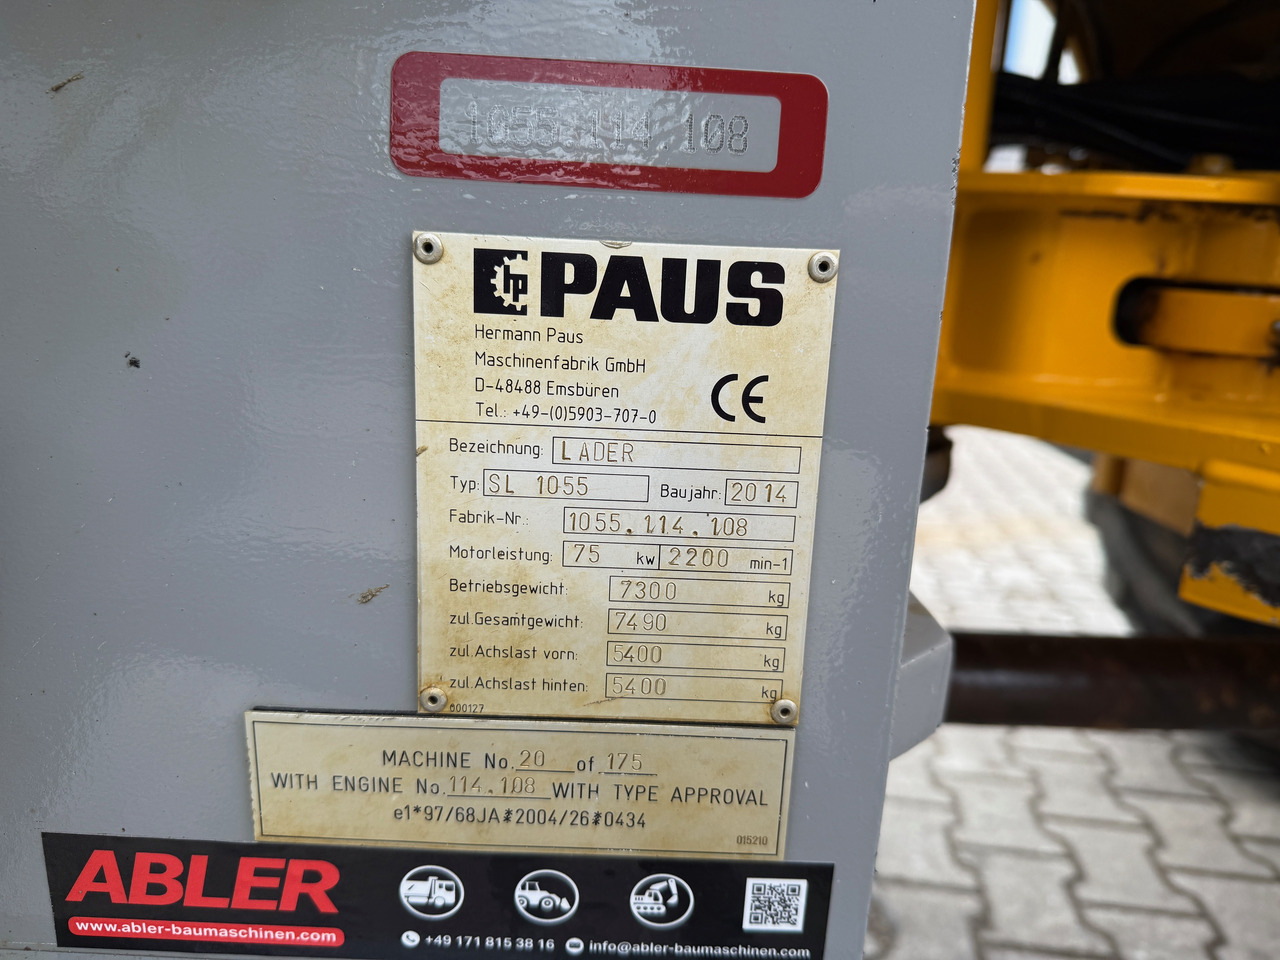 1055.114.108
hp PAUS
Hermann Paus
Maschinenfabrik GmbH
D-48488 Emsbüren
Tel.: +49-(0)5903-707-0
CE
Bezeichnung: LADER
Typ: SL 1055 Baujahr: 2014
Fabrik-Nr.: 1055.114.108
Motorleistung: 75 kw 2200 min-1
Betriebsgewicht: 7300 kg
zul.Gesamtgewicht: 7490 kg
zul.Achslast vorn: 5400 kg
zul.Achslast hinten: 5400 kg
600127
MACHINE No. 20 of 175
WITH ENGINE No. 114.108 WITH TYPE APPROVAL
e1*97/68JA*2004/26*0434
015210
ABLER
www.abler-baumaschinen.com
+49 171 815 38 16 info@abler-baumaschinen.com